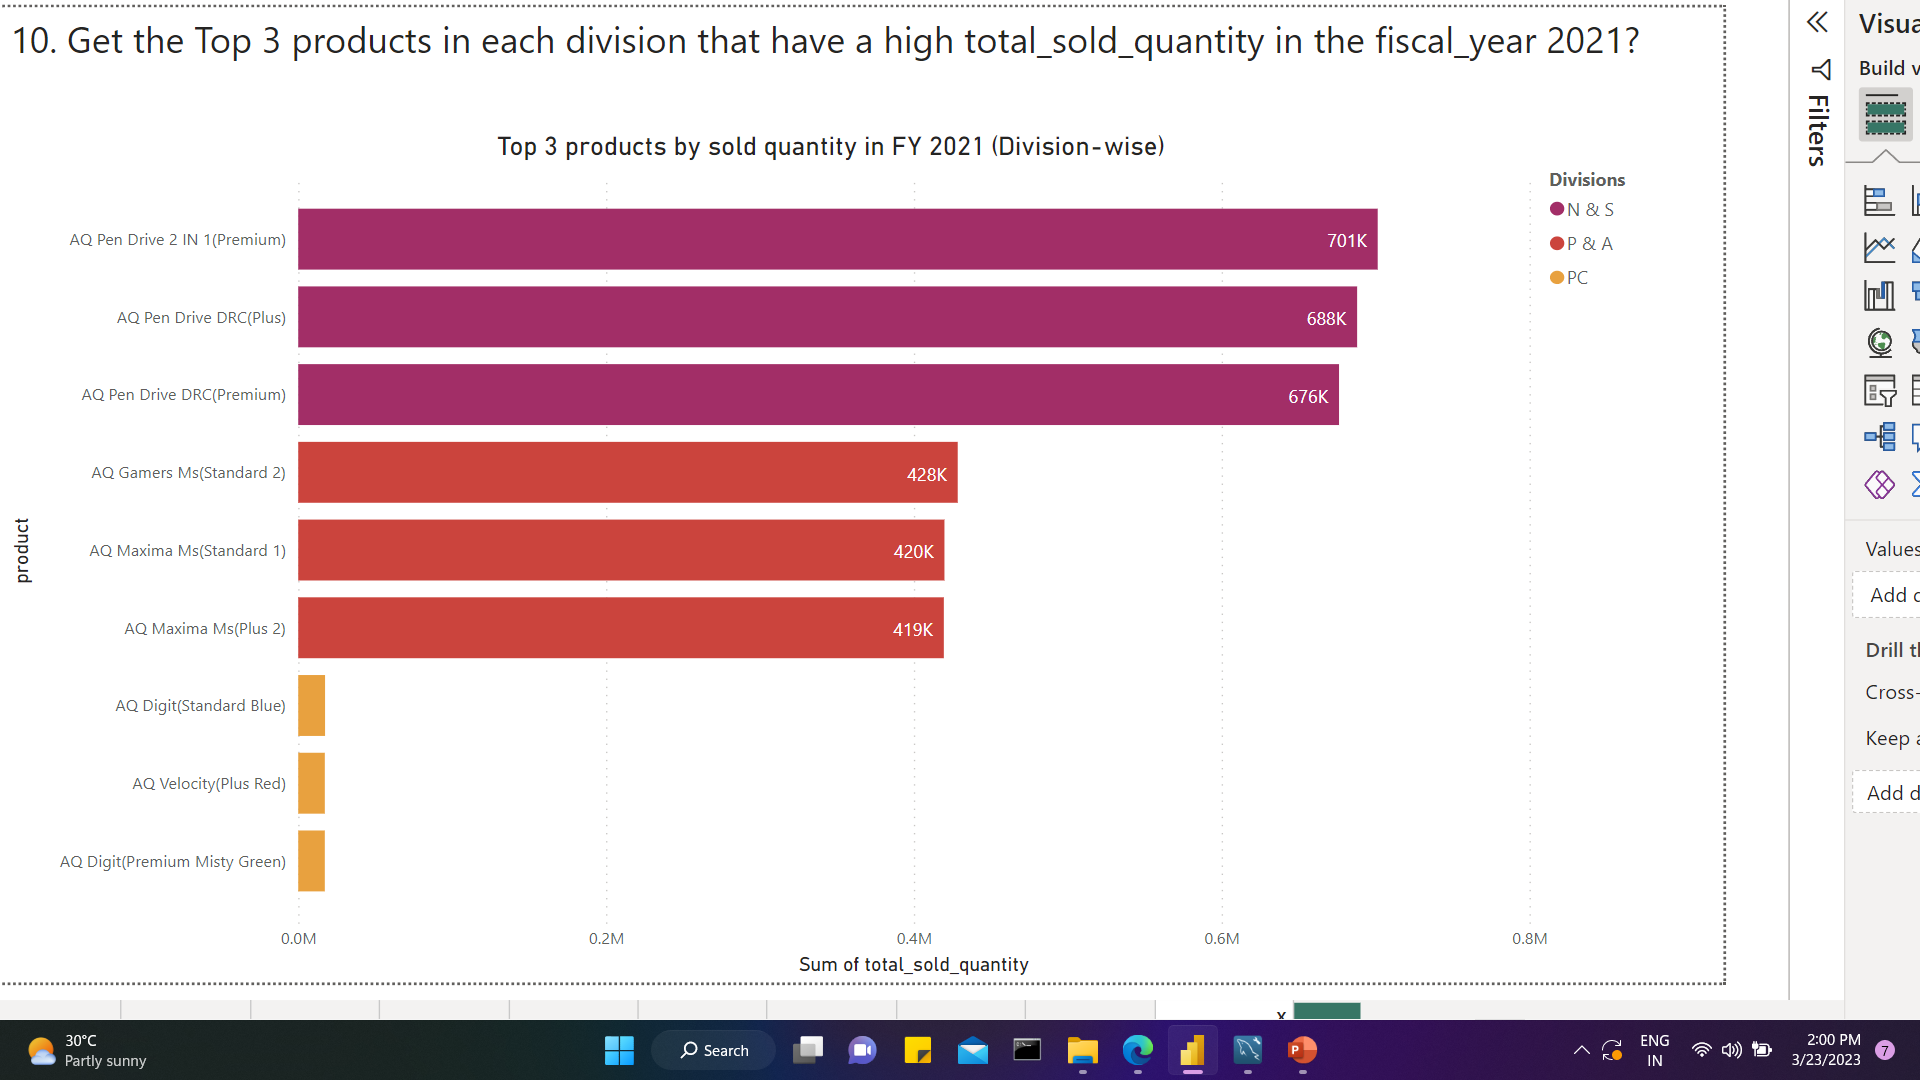 10. Get the Top 3 products in each division that have a high total_sold_quantity in the fiscal_year 2021?
Top 3 products by sold quantity in FY 2021 (Division-wise)
Divisions
N & S
P & A
PC
product
AQ Pen Drive 2 IN 1(Premium)
701K
AQ Pen Drive DRC(Plus)
688K
AQ Pen Drive DRC(Premium)
676K
AQ Gamers Ms(Standard 2)
428K
AQ Maxima Ms(Standard 1)
420K
AQ Maxima Ms(Plus 2)
419K
AQ Digit(Standard Blue)
AQ Velocity(Plus Red)
AQ Digit(Premium Misty Green)
0.0M 0.2M 0.4M 0.6M 0.8M
Sum of total_sold_quantity
Filters
Build
Values
Add
Drill
Cross-
Keep
Add
x
30°C
Partly sunny
Search
ENG
IN
2:00 PM
3/23/2023
7